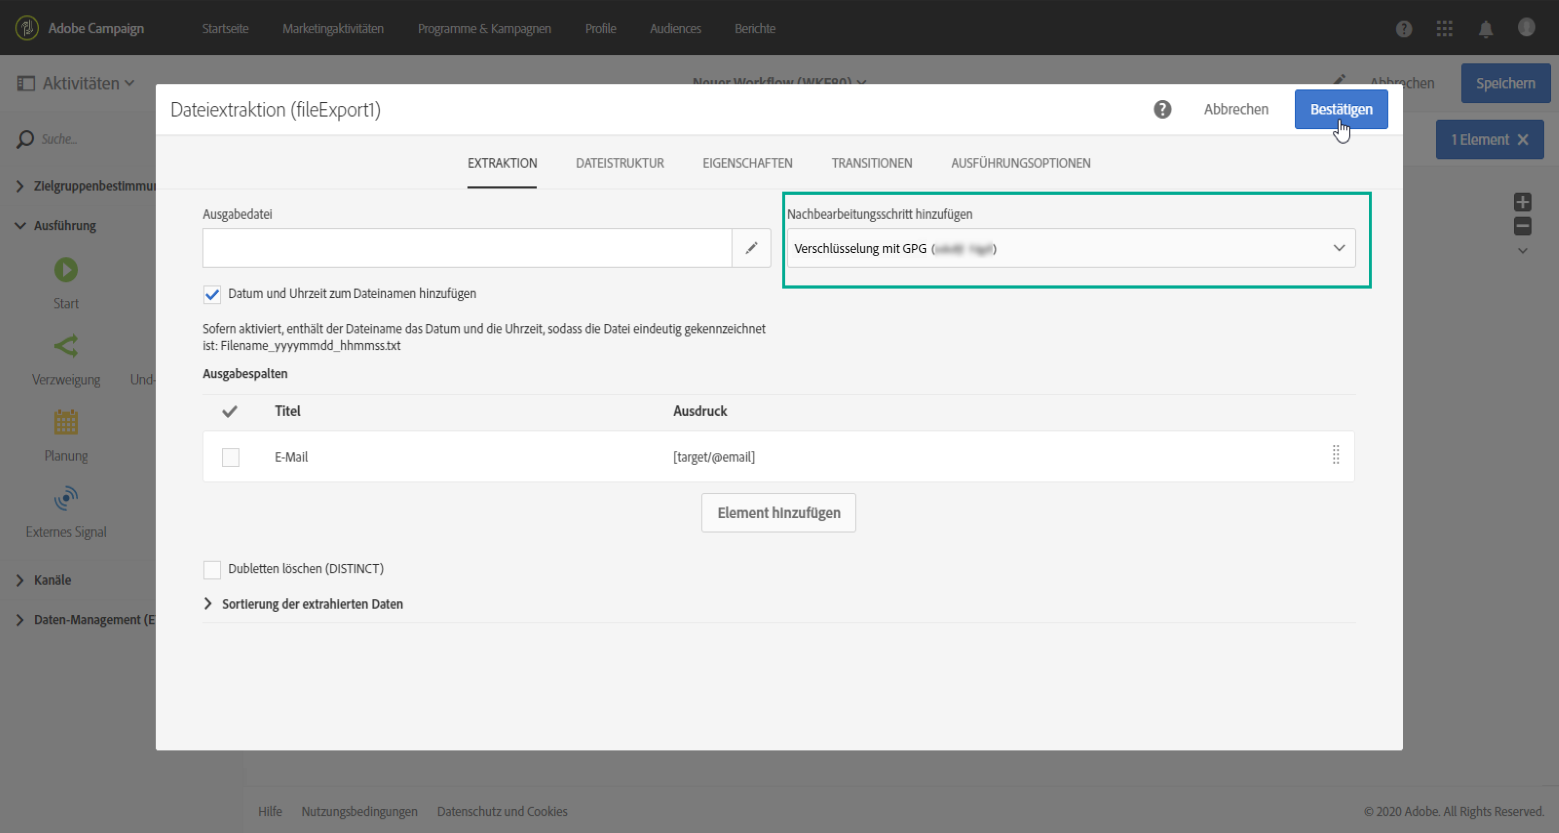 Adobe Campaign
Startseite
Marketingaktivitäten
Programme & Kampagnen
Profile
Audiences
Berichte
Aktivitäten
Neuer Workflow (WKF80)
Abbrechen
Speichern
Dateiextraktion (fileExport1)
Abbrechen
Bestätigen
Suche...
1 Element
EXTRAKTION
DATEISTRUKTUR
EIGENSCHAFTEN
TRANSITIONEN
AUSFÜHRUNGSOPTIONEN
Zielgruppenbestimmu
Ausführung
Start
Verzweigung
Und-
Planung
Externes Signal
Kanäle
Daten-Management (E
Ausgabedatei
Nachbearbeitungsschritt hinzufügen
Verschlüsselung mit GPG ( )
Datum und Uhrzeit zum Dateinamen hinzufügen
Sofern aktiviert, enthält der Dateiname das Datum und die Uhrzeit, sodass die Datei eindeutig gekennzeichnet
ist: Filename_yyyymmdd_hhmmss.txt
Ausgabespalten
Titel
Ausdruck
E-Mail
[target/@email]
Element hinzufügen
Dubletten löschen (DISTINCT)
Sortierung der extrahierten Daten
Hilfe
Nutzungsbedingungen
Datenschutz und Cookies
© 2020 Adobe. All Rights Reserved.